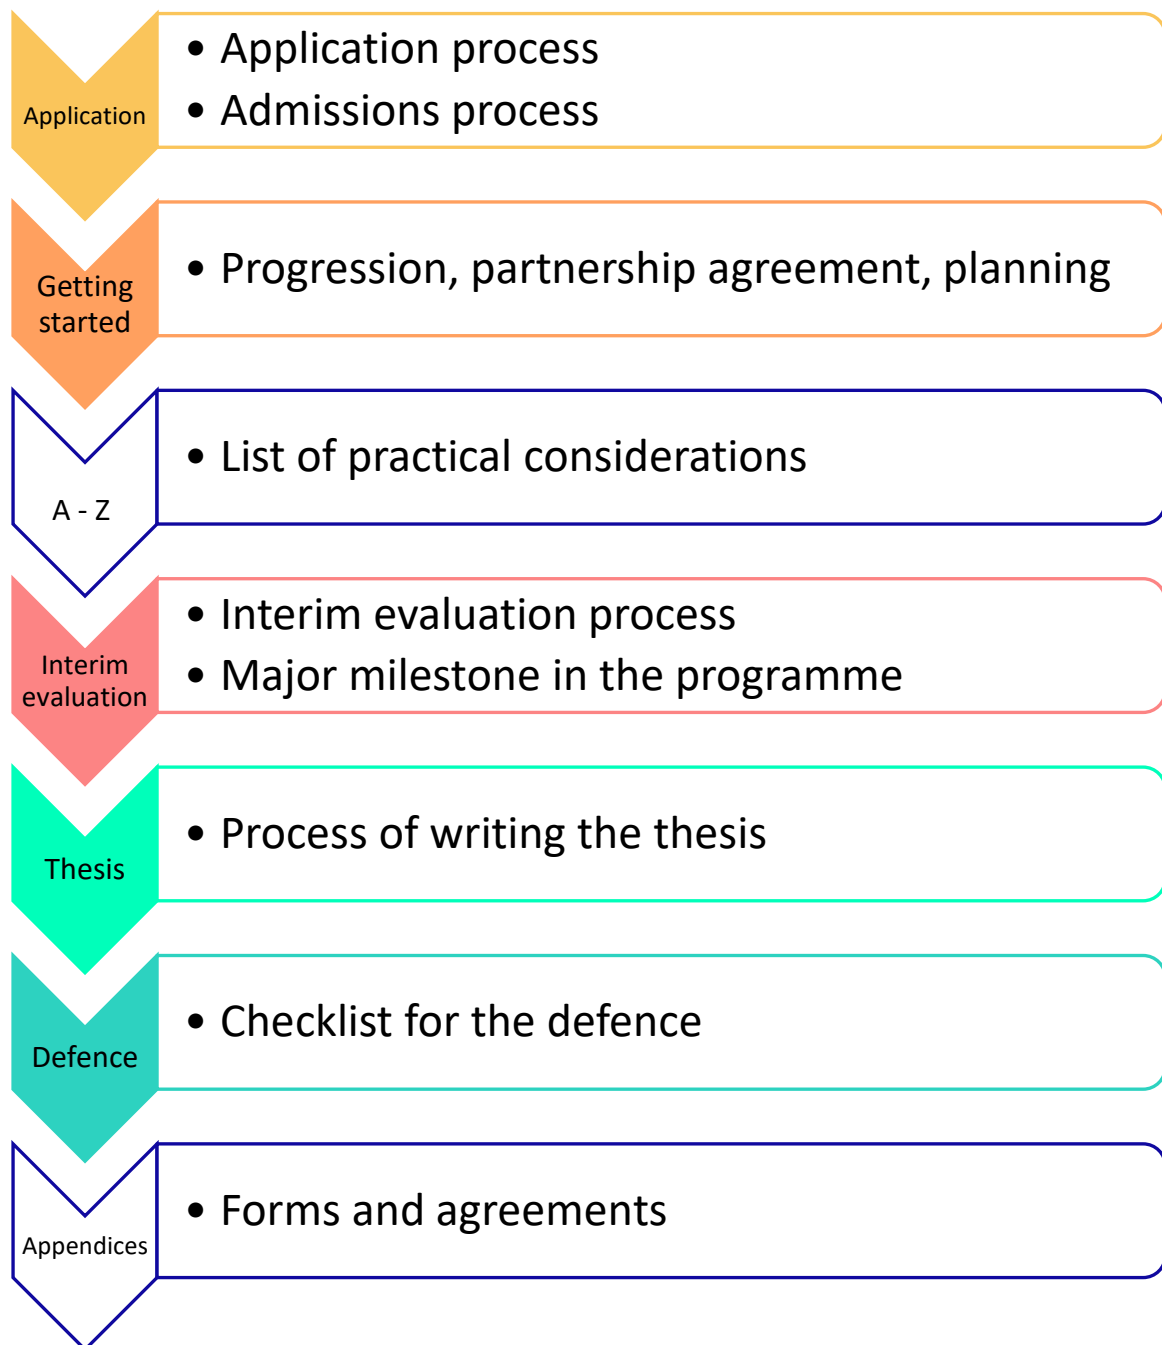 Application
• Application process
• Admissions process
Getting
started
• Progression, partnership agreement, planning
A - Z
• List of practical considerations
Interim
evaluation
• Interim evaluation process
• Major milestone in the programme
Thesis
• Process of writing the thesis
Defence
• Checklist for the defence
Appendices
• Forms and agreements